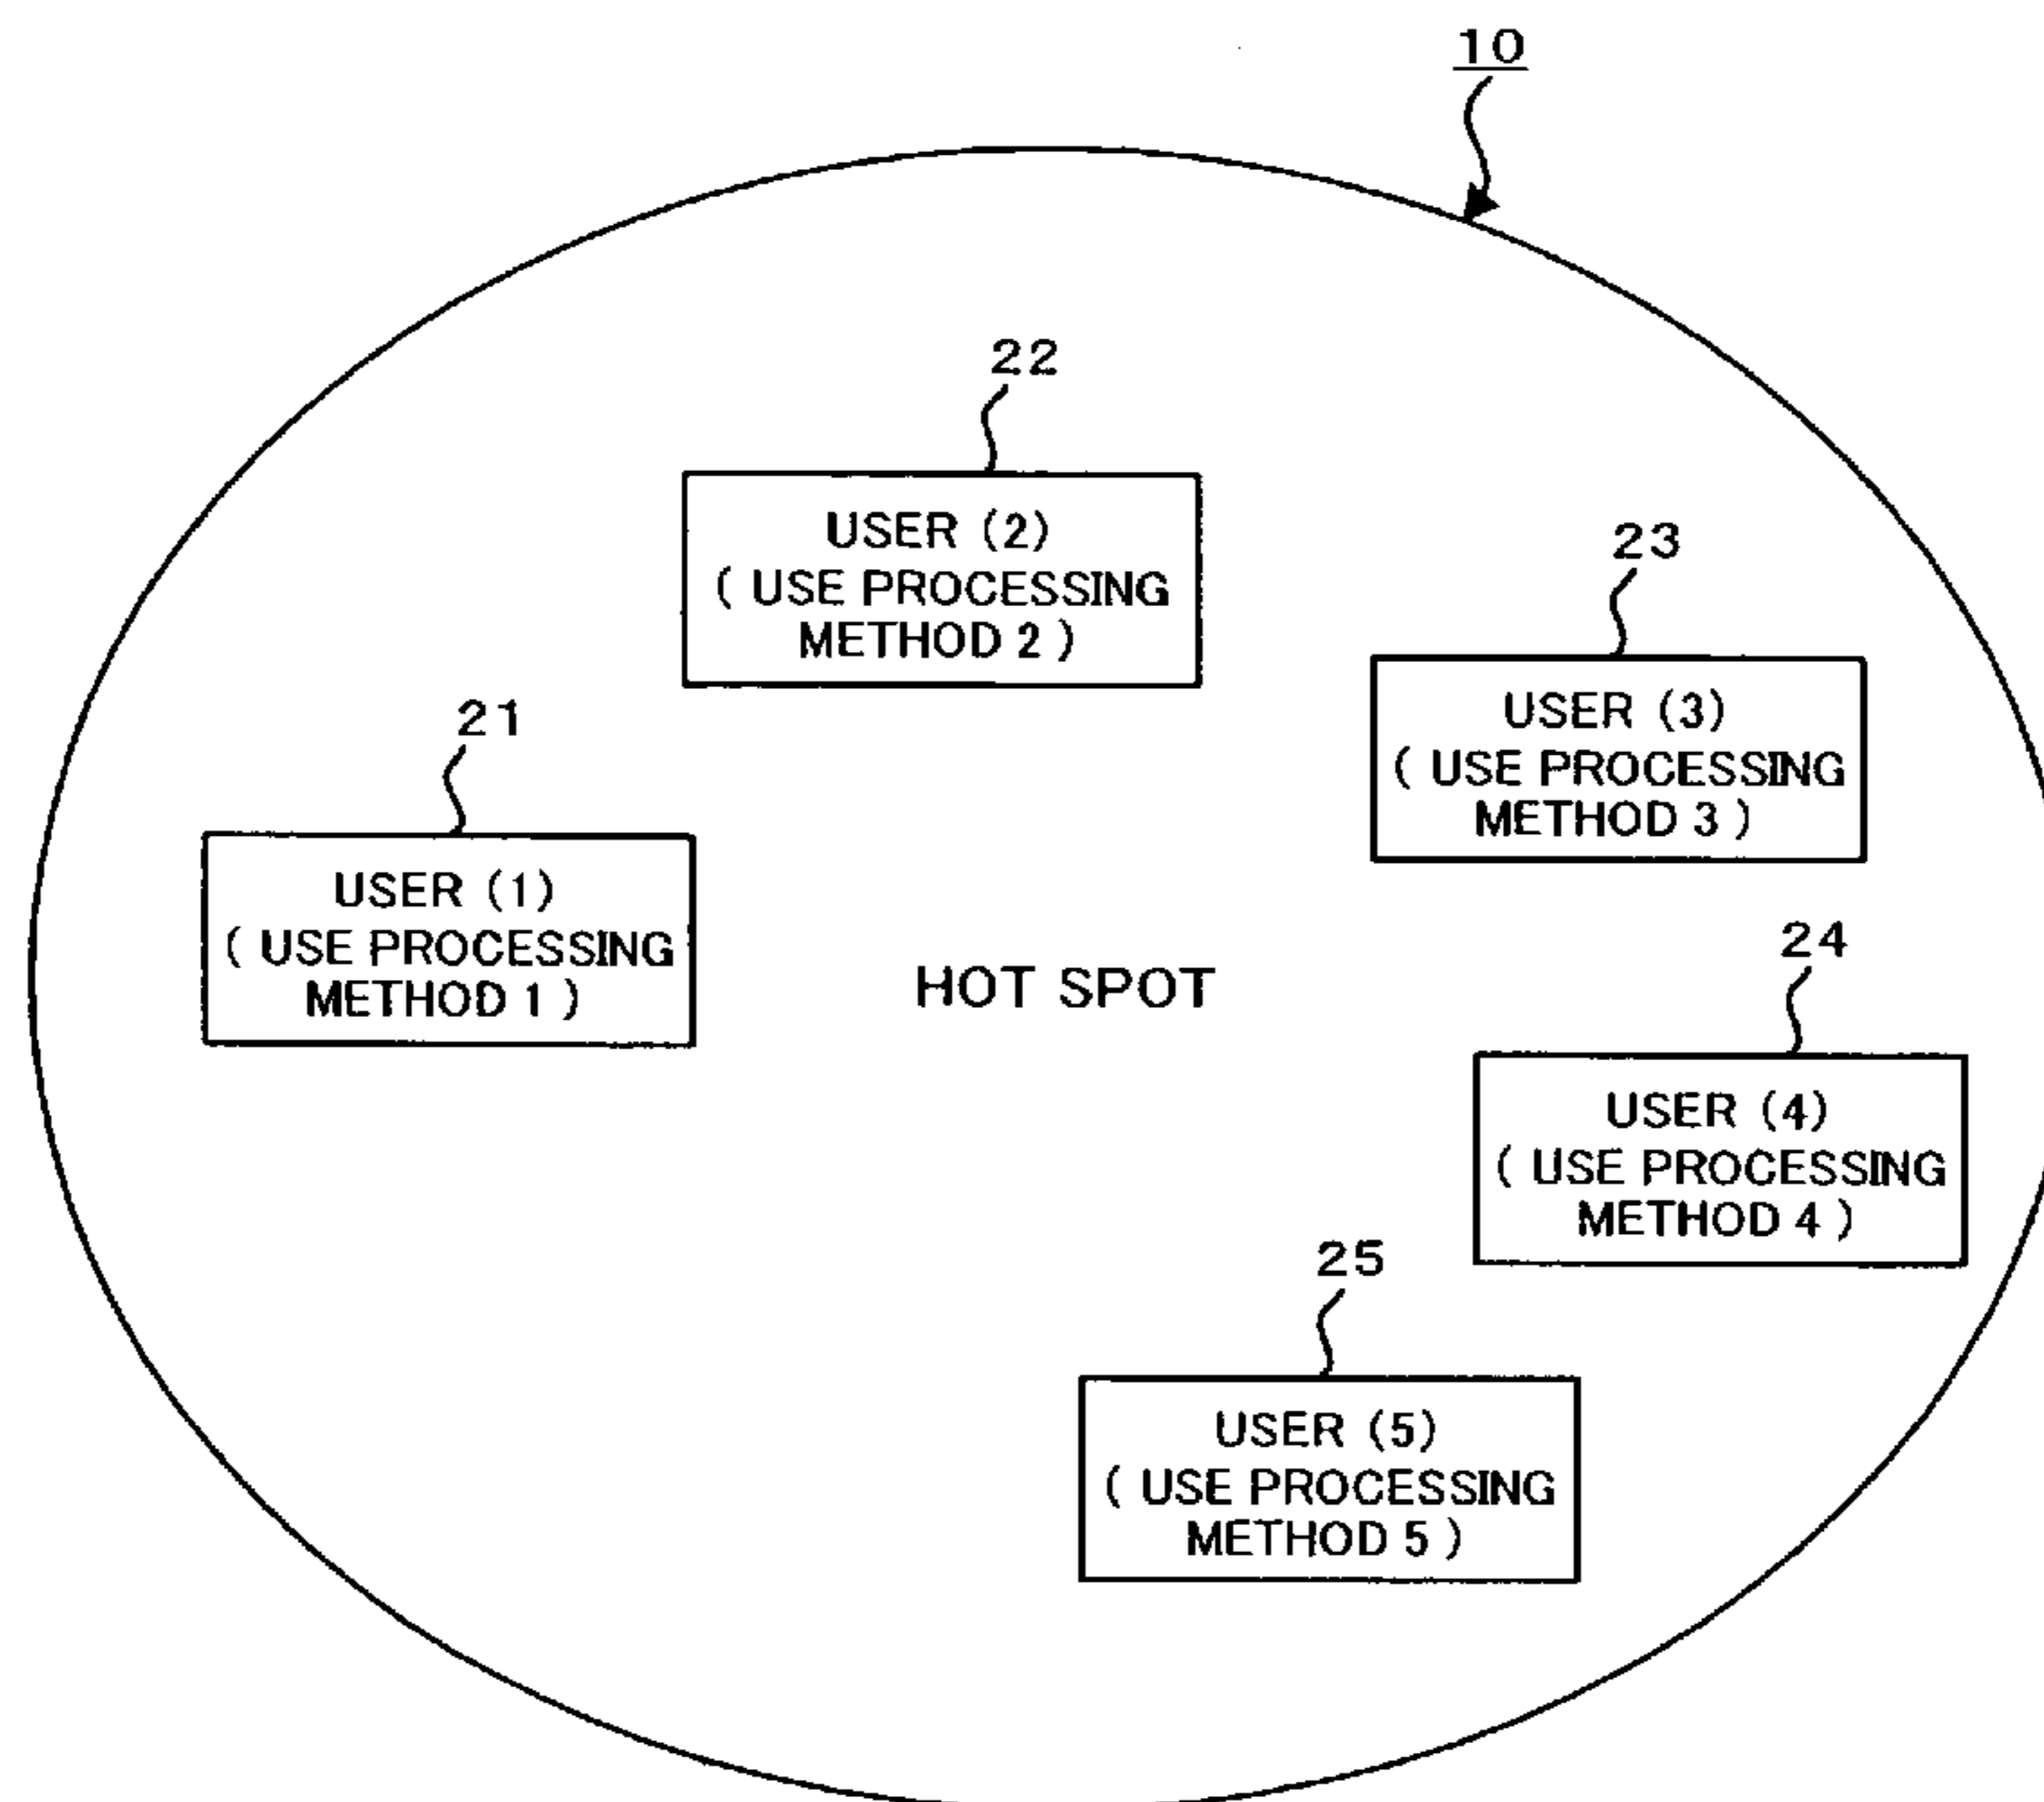 10
22
USER (2)
( USE PROCESSING
METHOD 2 )
23
USER (3)
( USE PROCESSING
METHOD 3 )
21
USER (1)
( USE PROCESSING
METHOD 1 )
HOT SPOT
24
USER (4)
( USE PROCESSING
METHOD 4 )
25
USER (5)
( USE PROCESSING
METHOD 5 )